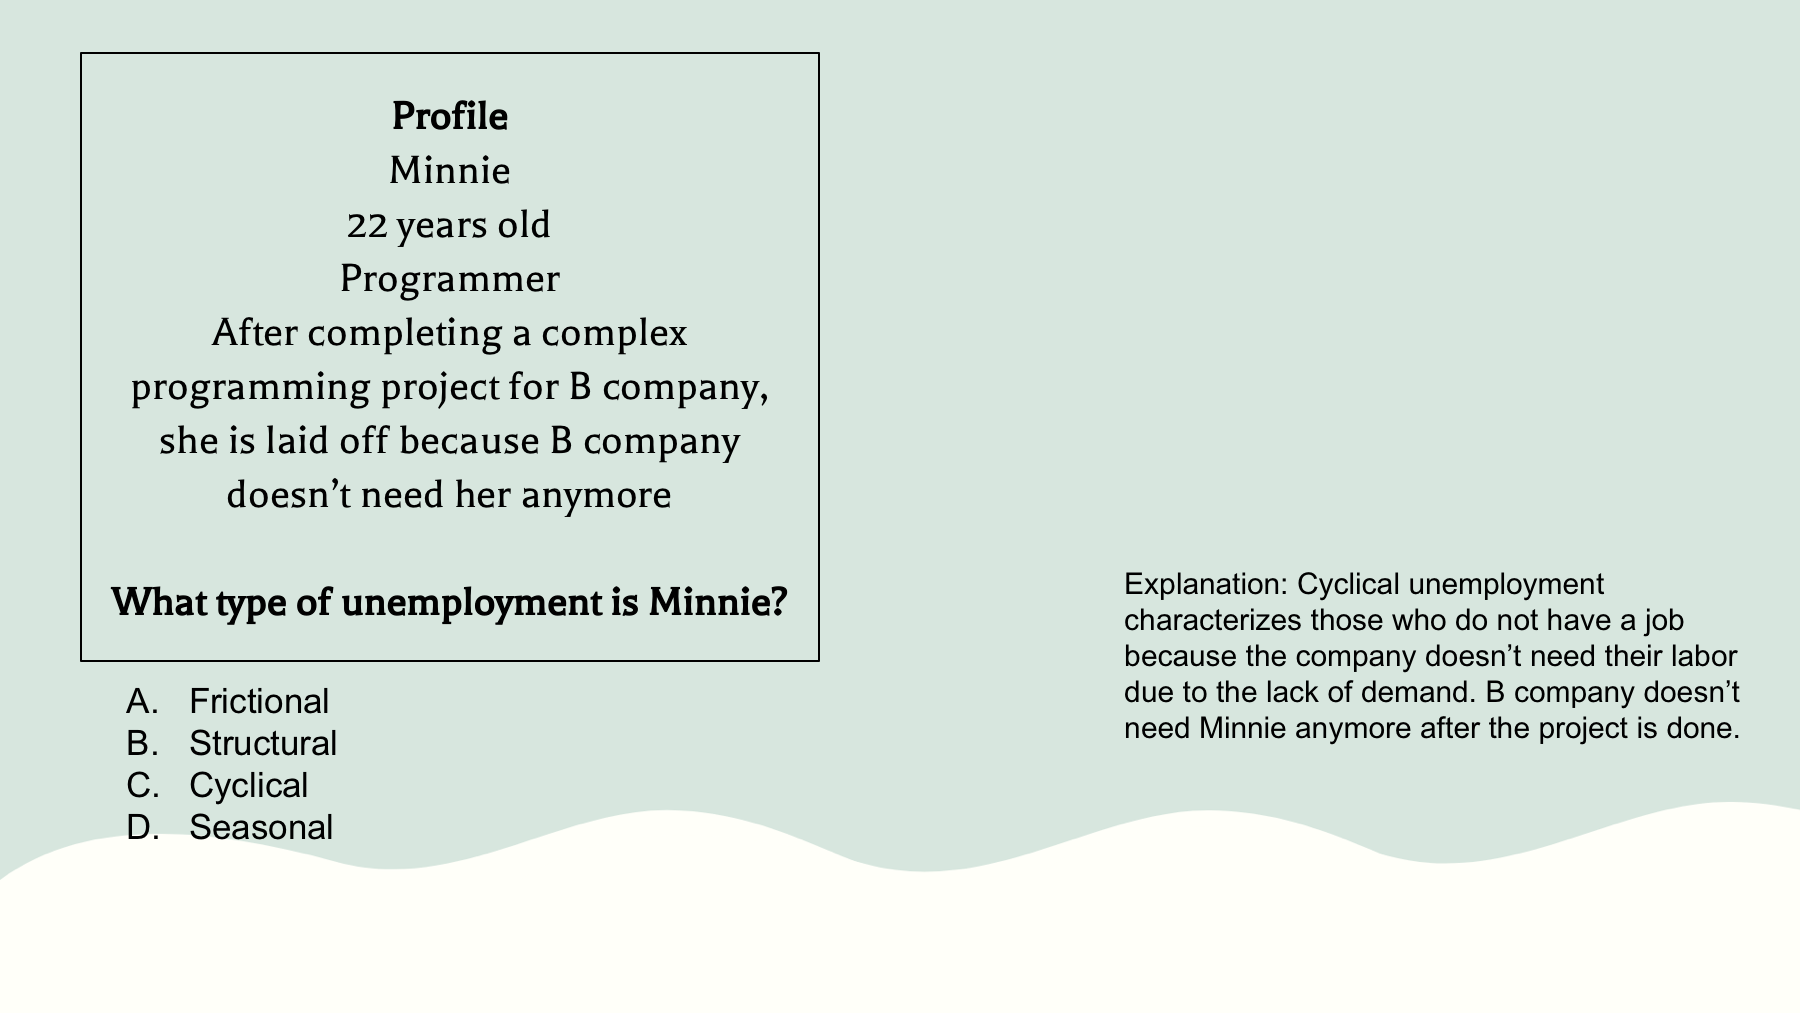 Profile
Minnie
22 years old
Programmer
After completing a complex
programming project for B company,
she is laid off because B company
doesn’t need her anymore
What type of unemployment is Minnie?
A. Frictional
B. Structural
C. Cyclical
D. Seasonal
Explanation: Cyclical unemployment
characterizes those who do not have a job
because the company doesn’t need their labor
due to the lack of demand. B company doesn’t
need Minnie anymore after the project is done.